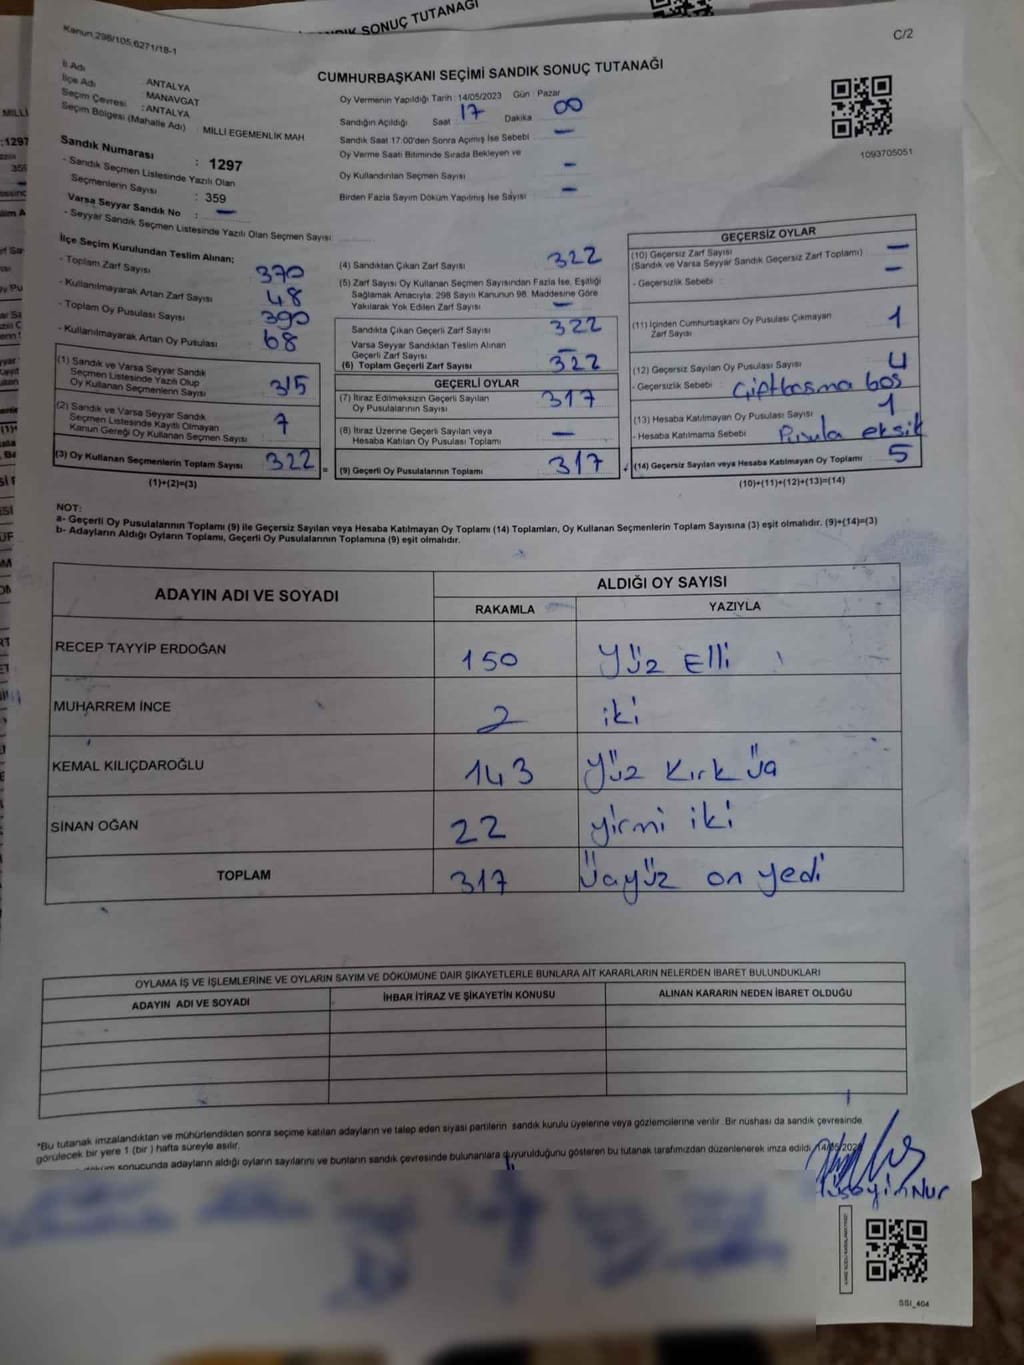 SANDIK SONUÇ TUTANAĞI
Kanun,298/105,6271/18-1
C/2
CUMHURBAŞKANI SEÇİMİ SANDIK SONUÇ TUTANAĞI
İl Adı : ANTALYA
İlçe Adı : MANAVGAT
Seçim Çevresi : ANTALYA
Seçim Bölgesi (Mahalle Adı) : MİLLİ EGEMENLİK MAH
Sandık Numarası : 1297
- Sandık Seçmen Listesinde Yazılı Olan
Seçmenlerin Sayısı : 359
Varsa Seyyar Sandık No : -
- Seyyar Sandık Seçmen Listesinde Yazılı Olan Seçmen Sayısı
Oy Vermenin Yapıldığı Tarih 14/05/2023 Gün Pazar
Sandığın Açıldığı Saat 17 Dakika 00
Sandık Saat 17:00'den Sonra Açımış İse Sebebi -
Oy Verme Saati Bitiminde Sırada Bekleyen ve
Oy Kullandırılan Seçmen Sayısı -
Birden Fazla Sayım Döküm Yapılmış İse Sayısı -
1093705051
İlçe Seçim Kurulundan Teslim Alınan;
- Toplam Zarf Sayısı 370
- Kullanılmayarak Artan Zarf Sayısı 48
- Toplam Oy Pusulası Sayısı 390
- Kullanılmayarak Artan Oy Pusulası 68
(1) Sandık ve Varsa Seyyar Sandık
Seçmen Listesinde Yazılı Olup
Oy Kullanan Seçmenlerin Sayısı 315
(2) Sandık ve Varsa Seyyar Sandık
Seçmen Listesinde Kayıtlı Olmayan
Kanun Gereği Oy Kullanan Seçmen Sayısı 7
(3) Oy Kullanan Seçmenlerin Toplam Sayısı 322 =
(1)+(2)=(3)
(4) Sandıktan Çıkan Zarf Sayısı 322
(5) Zarf Sayısı Oy Kullanan Seçmen Sayısından Fazla İse, Eşitliği
Sağlamak Amacıyla, 298 Sayılı Kanunun 98. Maddesine Göre
Yakılarak Yok Edilen Zarf Sayısı -
Sandıkta Çıkan Geçerli Zarf Sayısı 322
Varsa Seyyar Sandıktan Teslim Alınan
Geçerli Zarf Sayısı -
(6) Toplam Geçerli Zarf Sayısı 322
GEÇERLİ OYLAR
(7) İtiraz Edilmeksizin Geçerli Sayılan
Oy Pusulalarının Sayısı 317
(8) İtiraz Üzerine Geçerli Sayılan veya
Hesaba Katılan Oy Pusulası Toplamı -
(9) Geçerli Oy Pusulalarının Toplamı 317
GEÇERSİZ OYLAR
(10) Geçersiz Zarf Sayısı -
(Sandık ve Varsa Seyyar Sandık Geçersiz Zarf Toplamı)
- Geçersizlik Sebebi -
(11) İçinden Cumhurbaşkanı Oy Pusulası Çıkmayan
Zarf Sayısı 1
(12) Geçersiz Sayılan Oy Pusulası Sayısı 4
- Geçersizlik Sebebi Çiftbasma boş
(13) Hesaba Katılmayan Oy Pusulası Sayısı 1
- Hesaba Katılmama Sebebi Pusula eksik
(14) Geçersiz Sayılan veya Hesaba Katılmayan Oy Toplamı 5
(10)+(11)+(12)+(13)=(14)
NOT:
a- Geçerli Oy Pusulalarının Toplamı (9) ile Geçersiz Sayılan veya Hesaba Katılmayan Oy Toplamı (14) Toplamları, Oy Kullanan Seçmenlerin Toplam Sayısına (3) eşit olmalıdır. (9)+(14)=(3)
b- Adayların Aldığı Oyların Toplamı, Geçerli Oy Pusulalarının Toplamına (9) eşit olmalıdır.
ADAYIN ADI VE SOYADI
ALDIĞI OY SAYISI
RAKAMLA YAZIYLA
RECEP TAYYİP ERDOĞAN 150 Yüz Elli
MUHARREM İNCE 2 iki
KEMAL KILIÇDAROĞLU 143 Yüz Kırk Üç
SİNAN OĞAN 22 yirmi iki
TOPLAM 317 Üçyüz on yedi
OYLAMA İŞ VE İŞLEMLERİNE VE OYLARIN SAYIM VE DÖKÜMÜNE DAİR ŞİKAYETLERLE BUNLARA AİT KARARLARIN NELERDEN İBARET BULUNDUKLARI
ADAYIN ADI VE SOYADI İHBAR İTİRAZ VE ŞİKAYETİN KONUSU ALINAN KARARIN NEDEN İBARET OLDUĞU
*Bu tutanak imzalandıktan ve mühürlendikten sonra seçime katılan adayların ve talep eden siyasi partilerin sandık kurulu üyelerine veya gözlemcilerine verilir. Bir nüshası da sandık çevresinde
görülecek bir yere 1 (bir ) hafta süreyle asılır.
döküm sonucunda adayların aldığı oyların sayılarını ve bunların sandık çevresinde bulunanlara duyurulduğunu gösteren bu tutanak tarafımızdan düzenlenerek imza edildi. 14/05/202
Hüseyin Nur
SSI_404